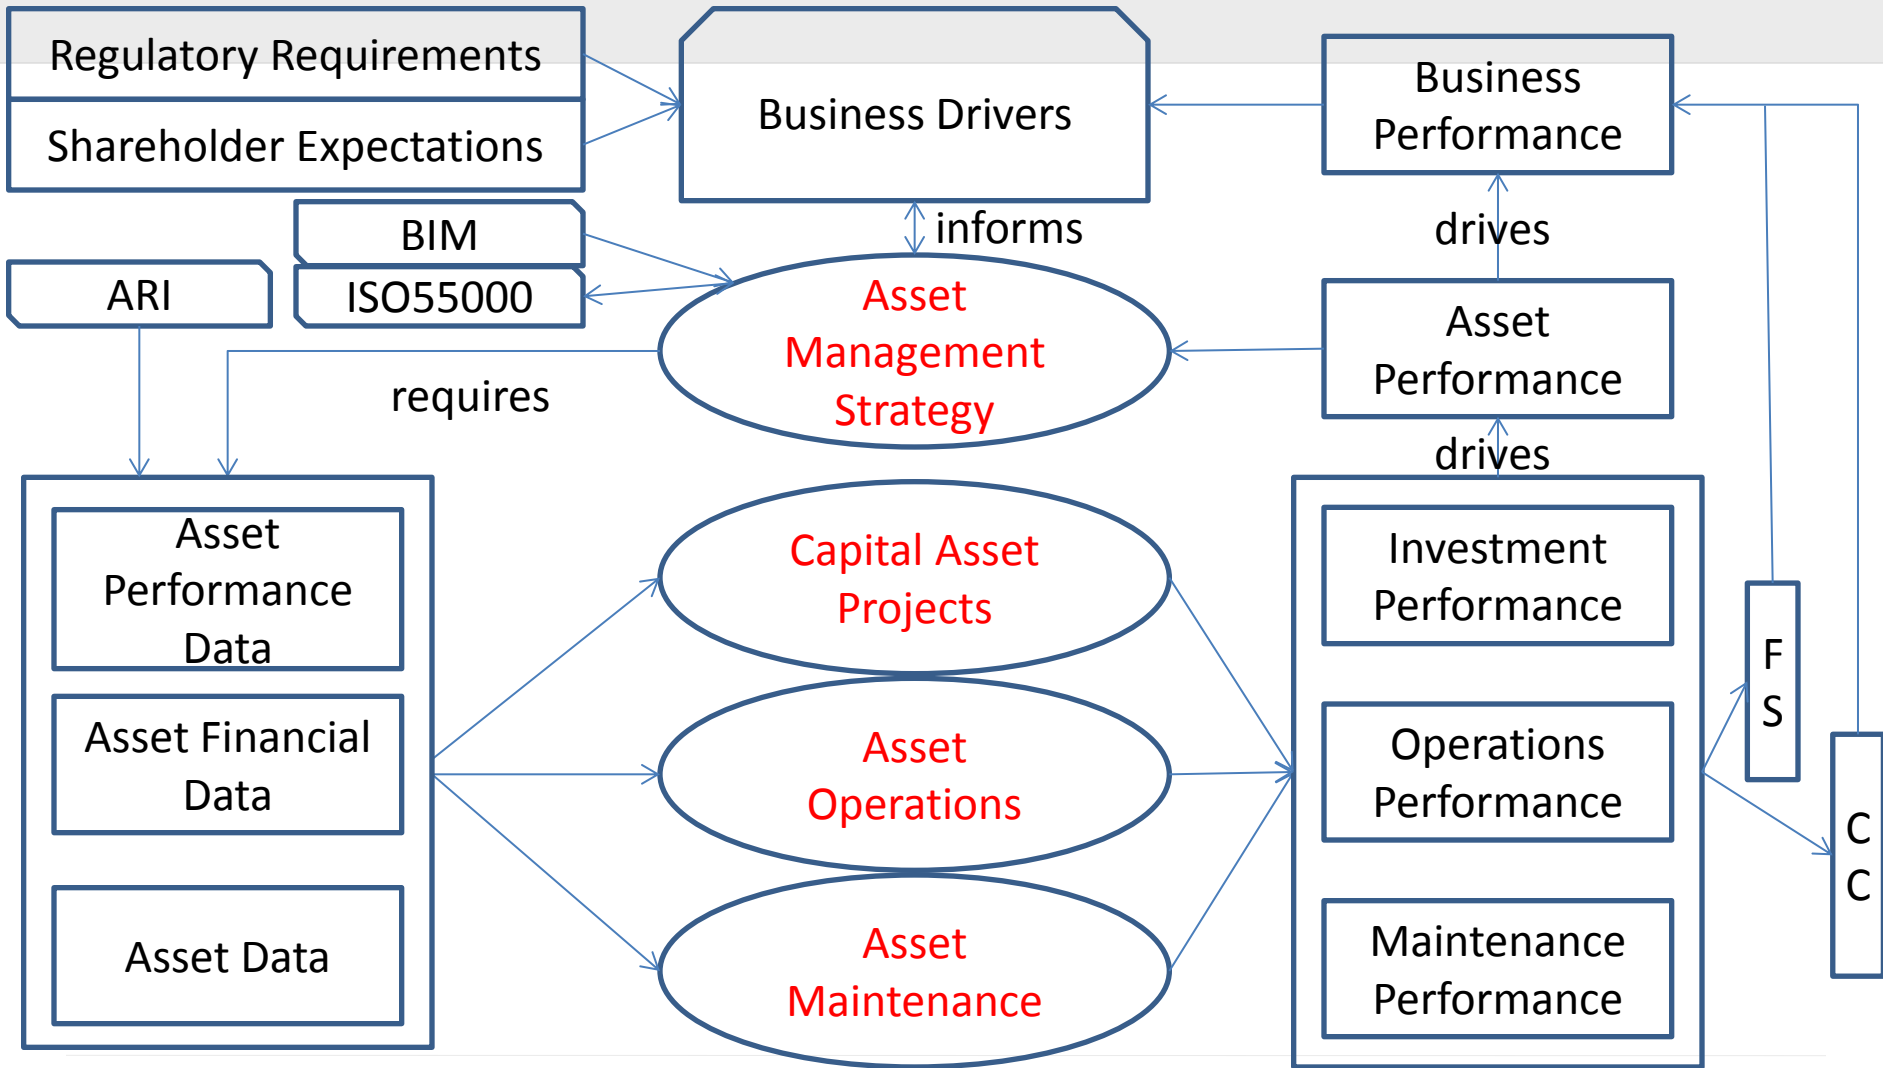 Regulatory Requirements
Shareholder Expectations
Business Drivers
Business
Performance
BIM
ISO55000
ARI
informs
drives
Asset
Management
Strategy
Asset
Performance
requires
drives
Asset
Performance
Data
Asset Financial
Data
Asset Data
Capital Asset
Projects
Asset
Operations
Asset
Maintenance
Investment
Performance
Operations
Performance
Maintenance
Performance
F
S
C
C